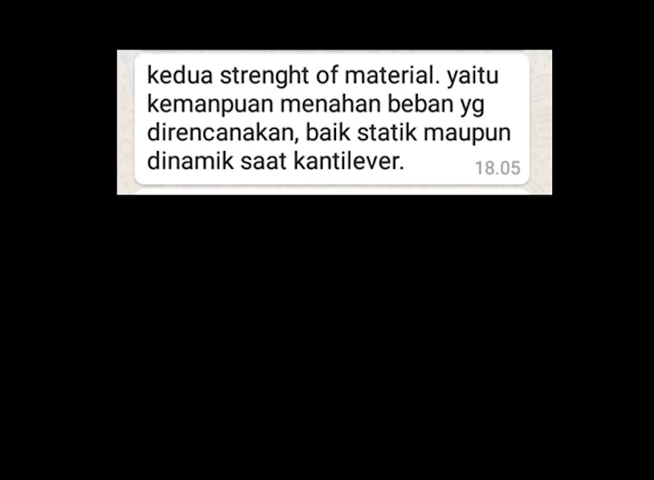 kedua strenght of material. yaitu
kemanpuan menahan beban yg
direncanakan, baik statik maupun
dinamik saat kantilever.
18.05